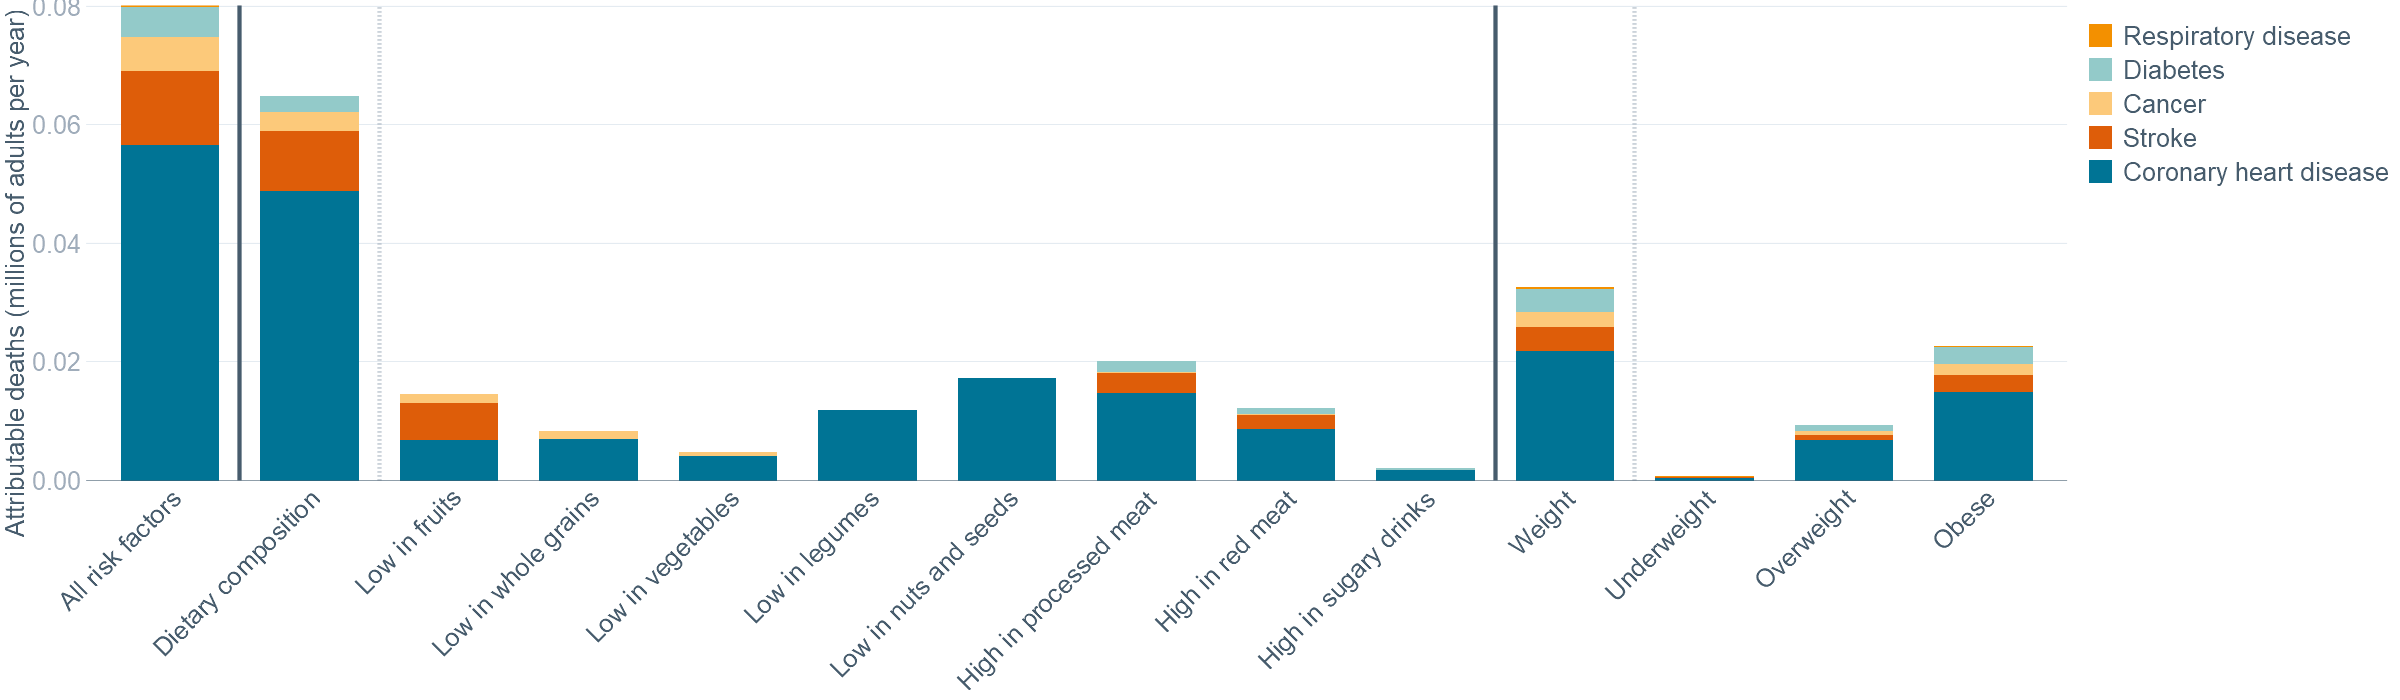 Attributable deaths (millions of adults per year)
0.08
0.06
0.04
0.02
0.00
All risk factors
Dietary composition
Low in fruits
Low in whole grains
Low in vegetables
Low in legumes
Low in nuts and seeds
High in processed meat
High in red meat
High in sugary drinks
Weight
Underweight
Overweight
Obese
Respiratory disease
Diabetes
Cancer
Stroke
Coronary heart disease